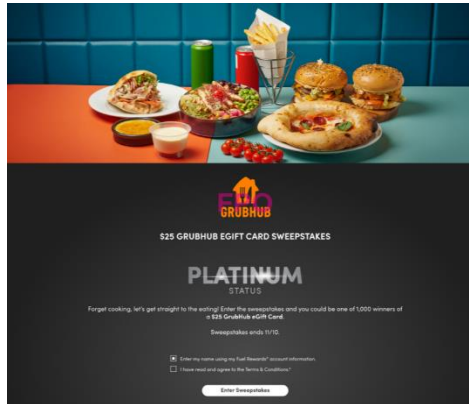 GRUBHUB
$25 GRUBHUB EGIFT CARD SWEEPSTAKES
PLATINUM
STATUS
Forget cooking, let's get straight to the eating! Enter the sweepstakes and you could be one of 1,000 winners of
a $25 GrubHub eGift Card.
Sweepstakes ends 11/10.
Enter my name using my Fuel Rewards® account information.
I have read and agree to the Terms & Conditions.*
Enter Sweepstakes